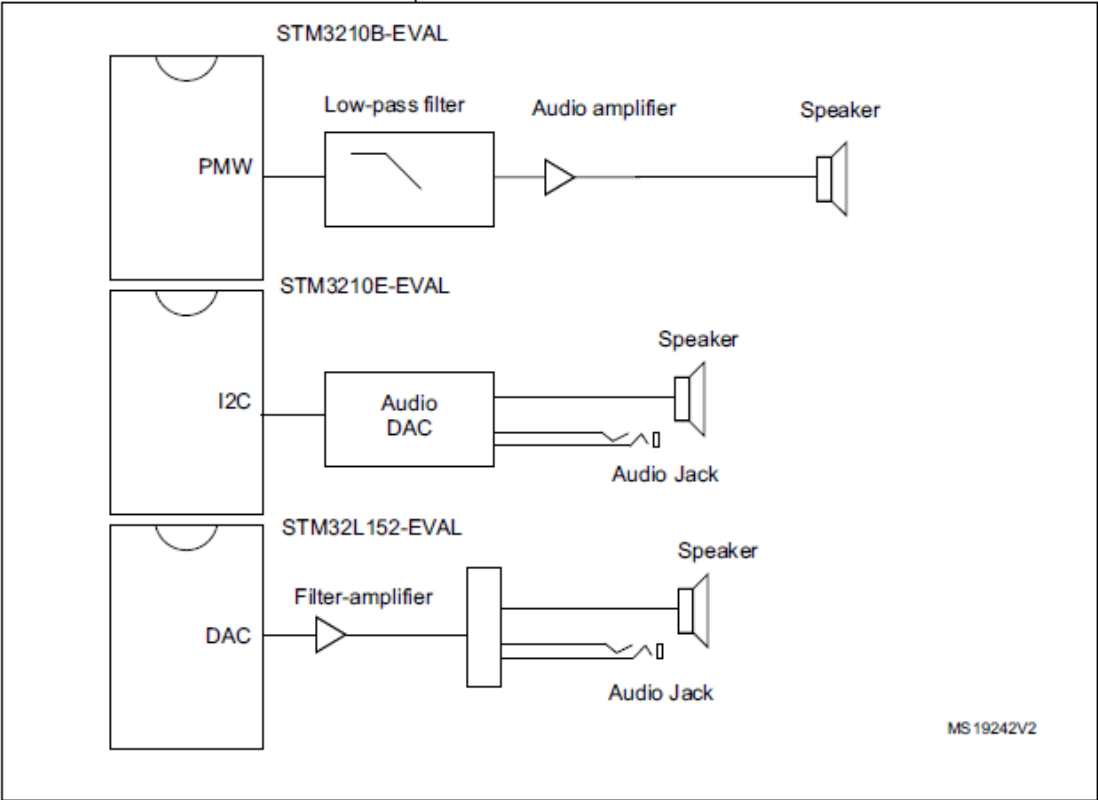 STM3210B-EVAL
Low-pass filter
Audio amplifier
Speaker
PMW
STM3210E-EVAL
Speaker
I2C
Audio
DAC
Audio Jack
STM32L152-EVAL
Speaker
Filter-amplifier
DAC
Audio Jack
MS19242V2